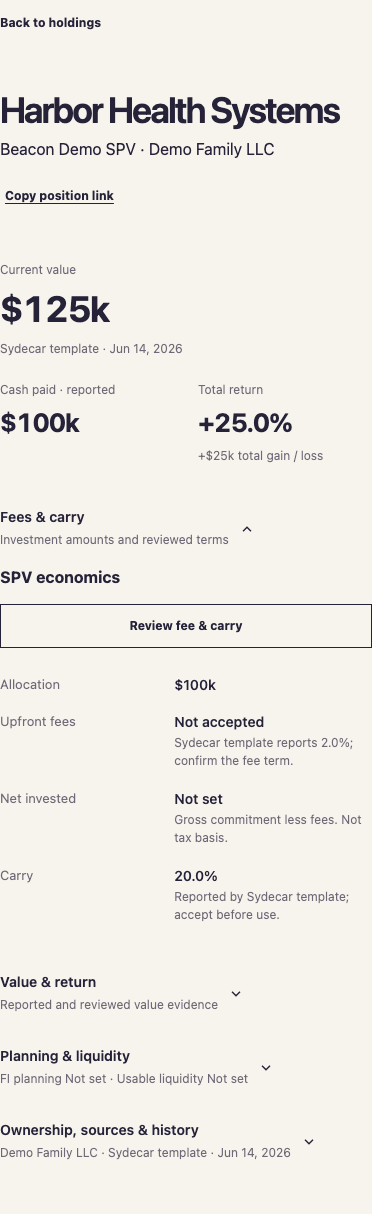 Back to holdings
Harbor Health Systems
Beacon Demo SPV · Demo Family LLC
Copy position link
Current value
$125k
Sydecar template · Jun 14, 2026
Cash paid · reported
$100k
Total return
+25.0%
+$25k total gain / loss
Fees & carry
Investment amounts and reviewed terms
SPV economics
Review fee & carry
Allocation
$100k
Upfront fees
Not accepted
Sydecar template reports 2.0%;
confirm the fee term.
Net invested
Not set
Gross commitment less fees. Not
tax basis.
Carry
20.0%
Reported by Sydecar template;
accept before use.
Value & return
Reported and reviewed value evidence
Planning & liquidity
FI planning Not set · Usable liquidity Not set
Ownership, sources & history
Demo Family LLC · Sydecar template · Jun 14, 2026